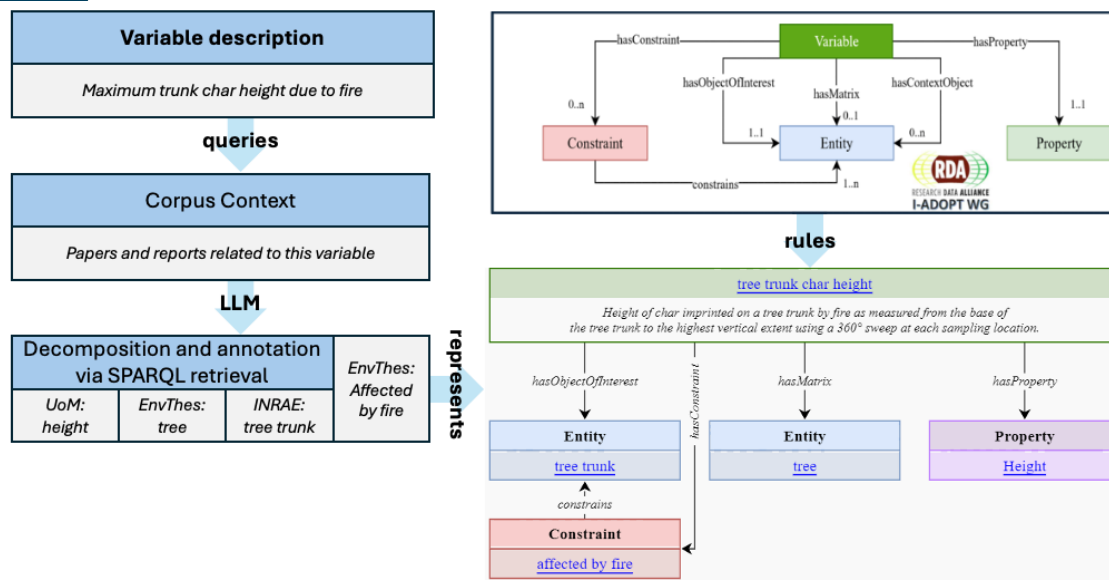 Variable description
Maximum trunk char height due to fire
queries
Corpus Context
Papers and reports related to this variable
LLM
Decomposition and annotation
via SPARQL retrieval
UoM:
height
EnvThes:
tree
INRAE:
tree trunk
EnvThes:
Affected
by fire
represents
Variable
hasConstraint
hasProperty
hasObjectOfInterest
hasMatrix
hasContextObject
0..n
0..1
1..1
0..n
1..1
Constraint
Entity
Property
constrains
1..n
RDA
RESEARCH DATA ALLIANCE
I-ADOPT WG
rules
tree trunk char height
Height of char imprinted on a tree trunk by fire as measured from the base of
the tree trunk to the highest vertical extent using a 360° sweep at each sampling location.
hasObjectOfInterest
hasConstraint
hasMatrix
hasProperty
Entity
tree trunk
Entity
tree
Property
Height
constrains
Constraint
affected by fire